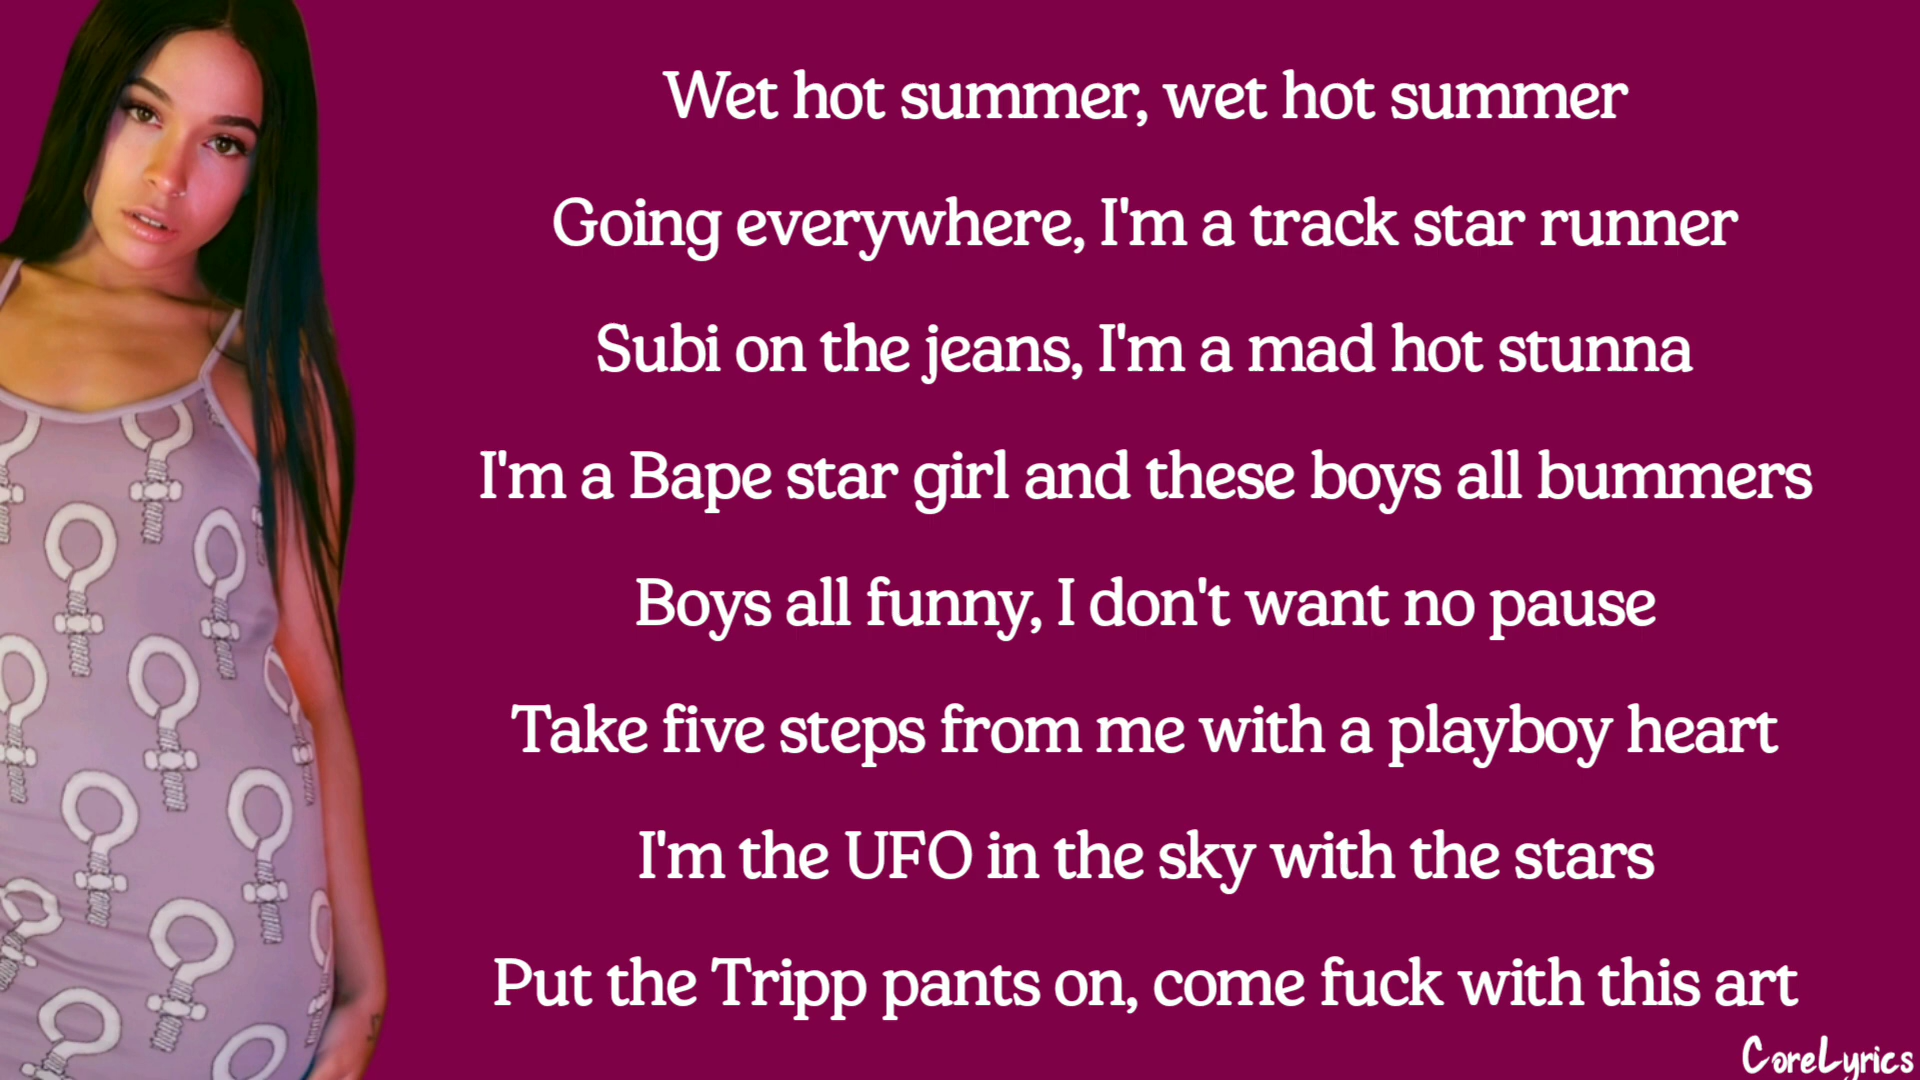 Wet hot summer, wet hot summer
Going everywhere, I'm a track star runner
Subi on the jeans, I'm a mad hot stunna
I'm a Bape star girl and these boys all bummers
Boys all funny, I don't want no pause
Take five steps from me with a playboy heart
I'm the UFO in the sky with the stars
Put the Tripp pants on, come fuck with this art
CoreLyrics